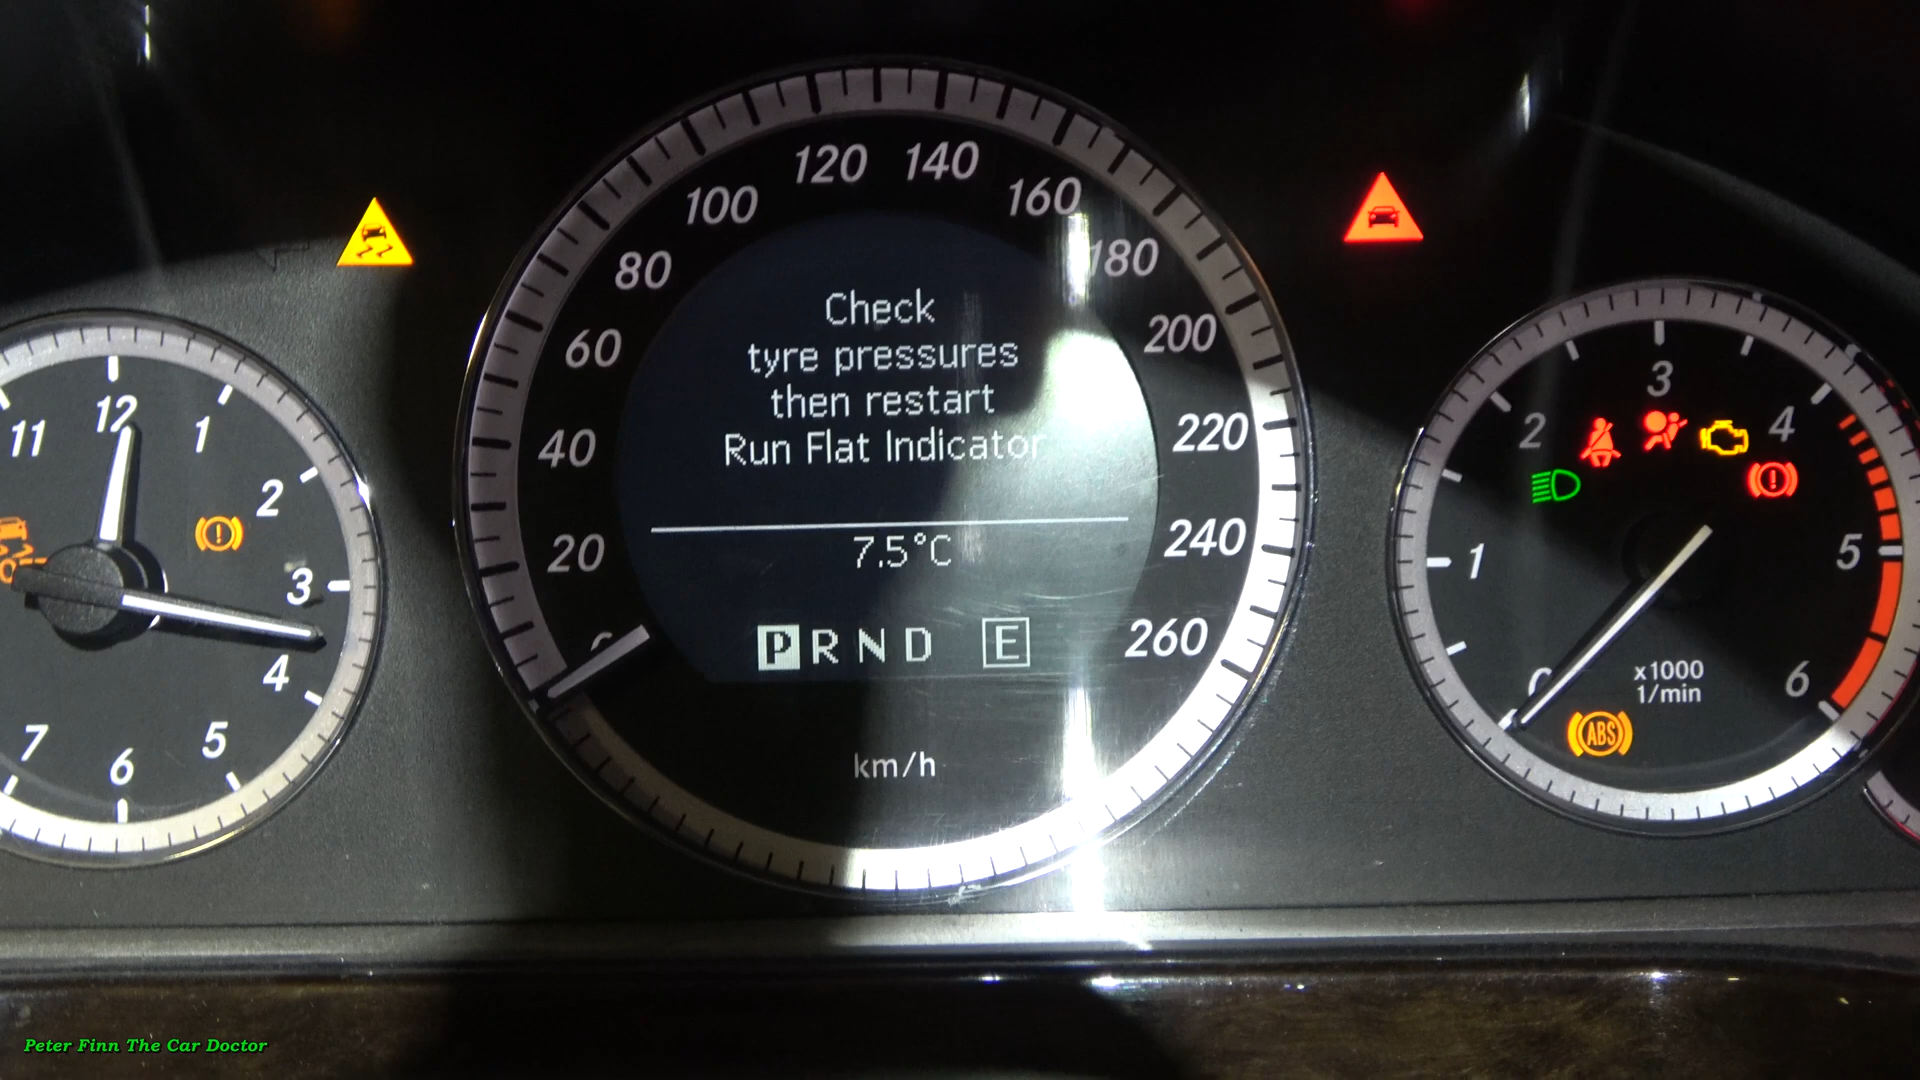 Check
tyre pressures
then restart
Run Flat Indicator
7.5°C
P R N D E
km/h
0
20
40
60
80
100
120
140
160
180
200
220
240
260
11
12
1
2
3
4
5
6
7
0
1
2
3
4
5
6
x1000
1/min
ABS
Peter Finn The Car Doctor